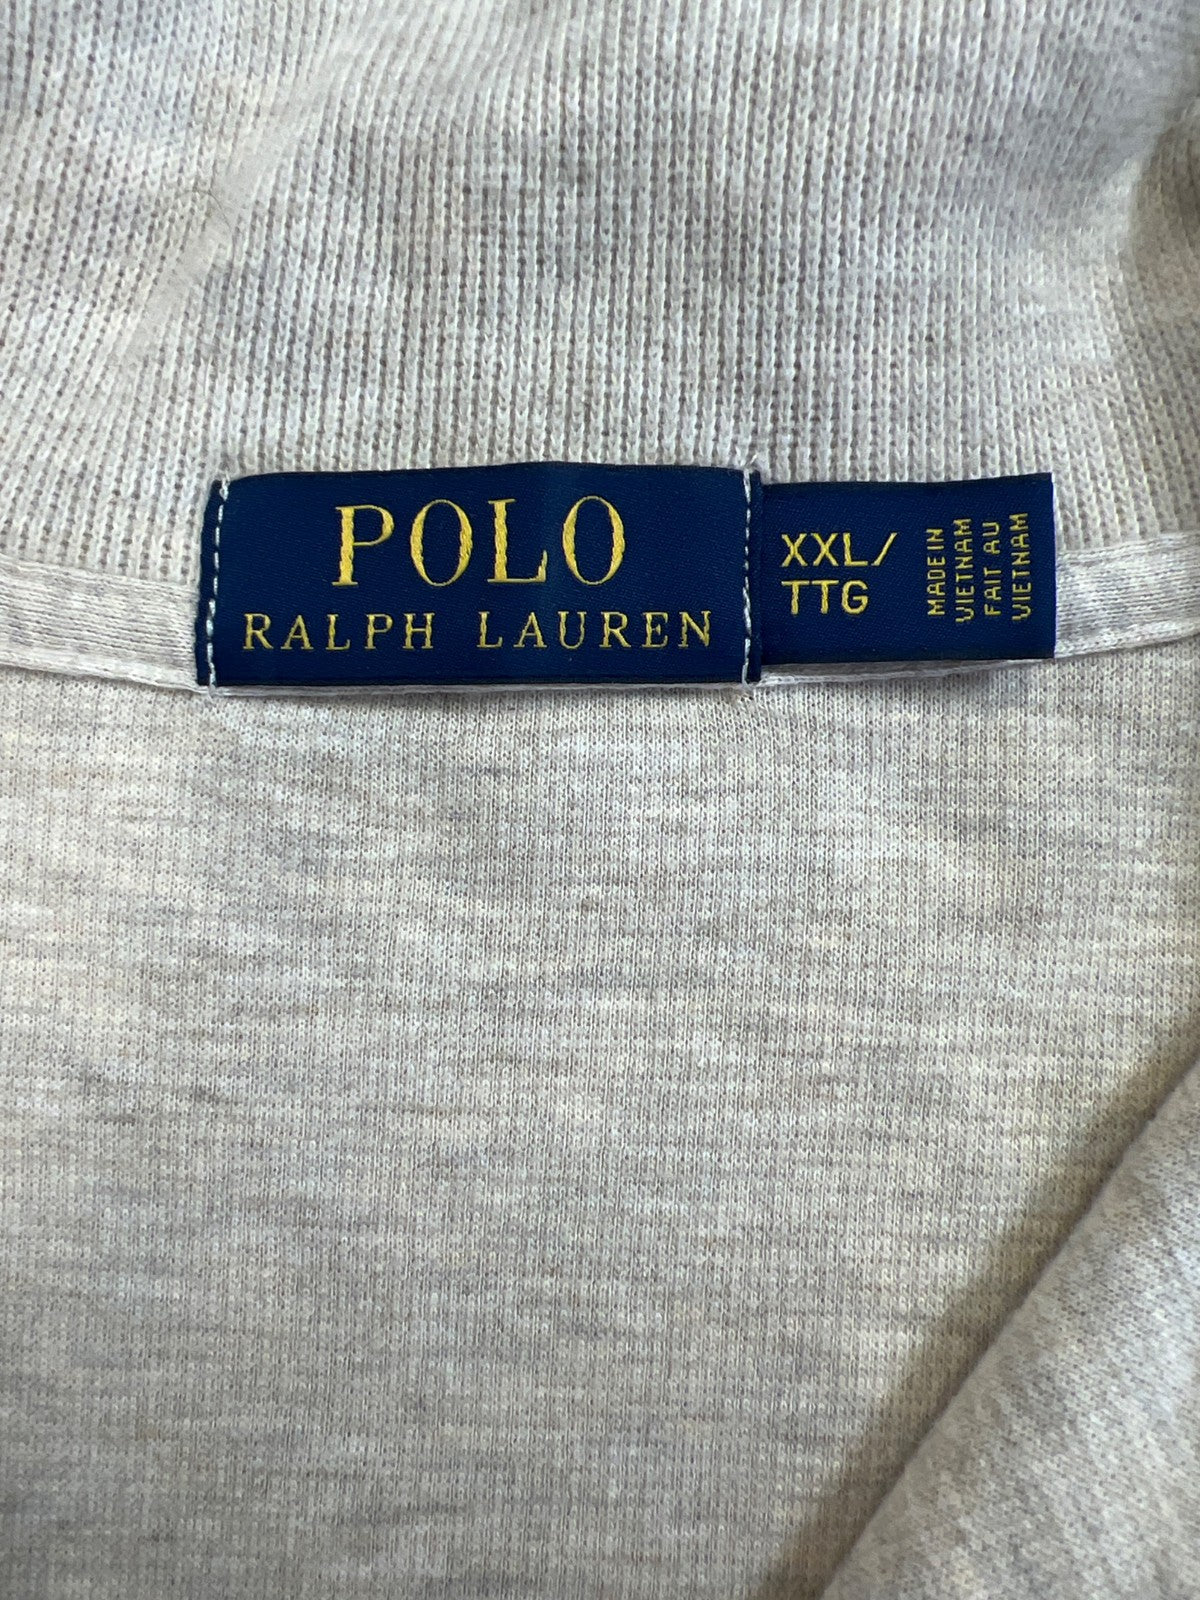 POLO
RALPH LAUREN
XXL/
TTG
MADE IN
VIETNAM
FAIT AU
VIETNAM